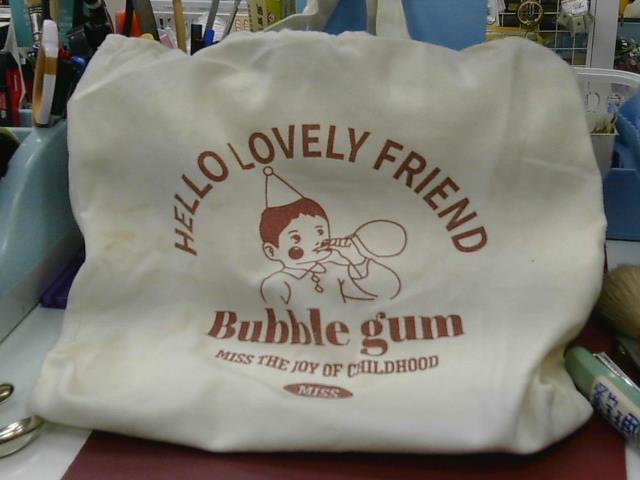 HELLO LOVELY FRIEND
Bubble gum
MISS THE JOY OF CHILDHOOD
MISS